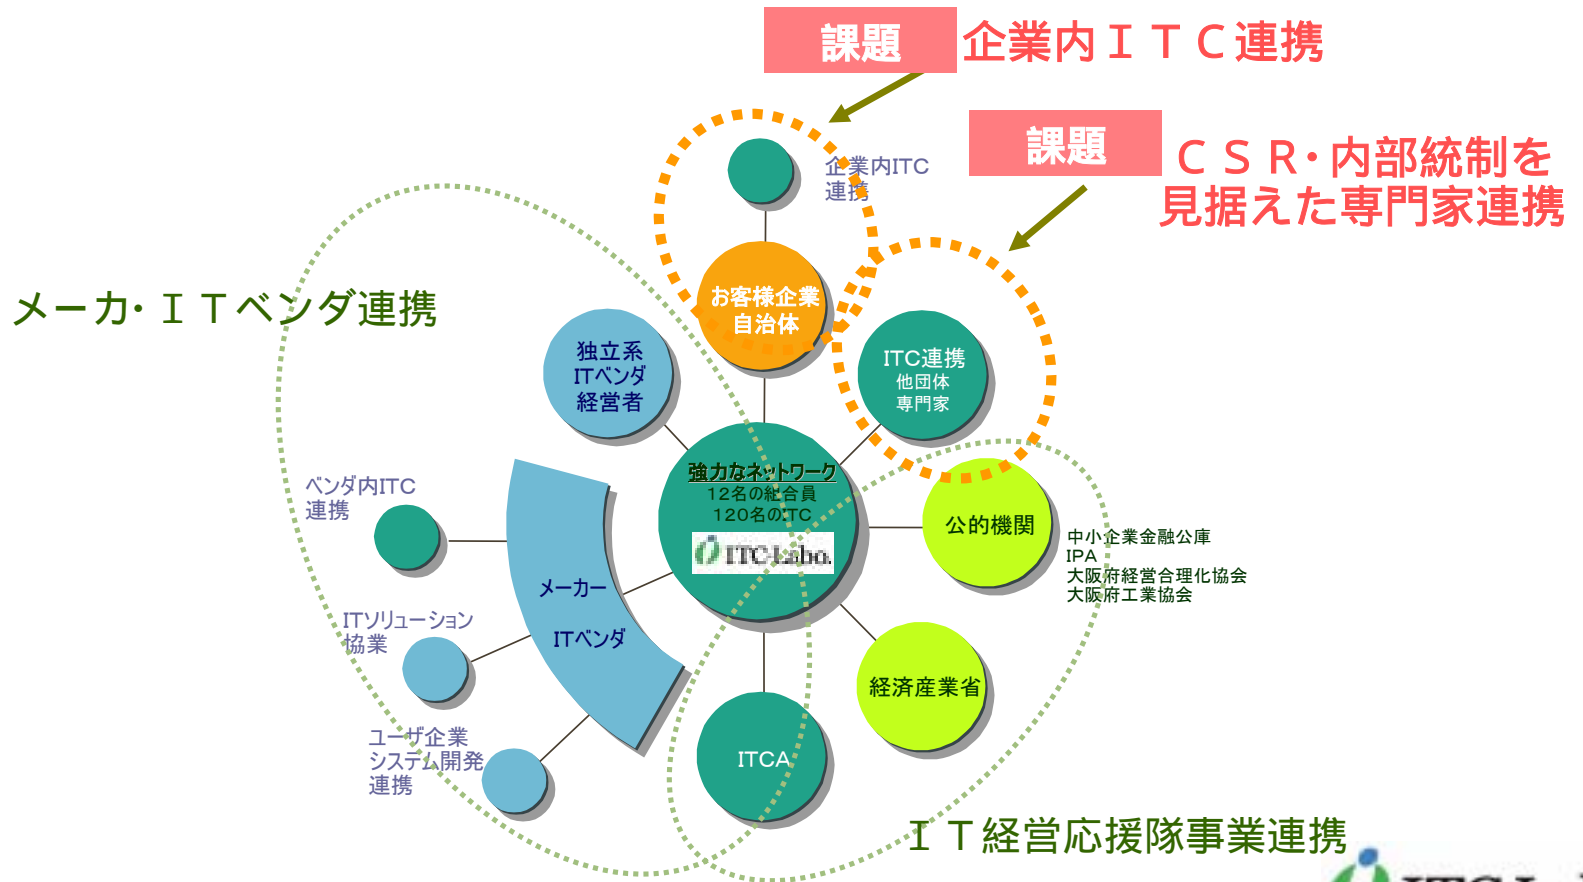 課題
企業内ＩＴＣ連携
課題
ＣＳＲ・内部統制を
見据えた専門家連携
企業内ITC
連携
お客様企業
自治体
メーカ・ＩＴベンダ連携
独立系
ITベンダ
経営者
ITC連携
他団体
専門家
強力なネットワーク
12名の組合員
120名のITC
ITC-Labo.
ベンダ内ITC
連携
公的機関
中小企業金融公庫
IPA
大阪府経営合理化協会
大阪府工業協会
メーカー
ITベンダ
ITソリューション
協業
経済産業省
ユーザ企業
システム開発
連携
ITCA
ＩＴ経営応援隊事業連携